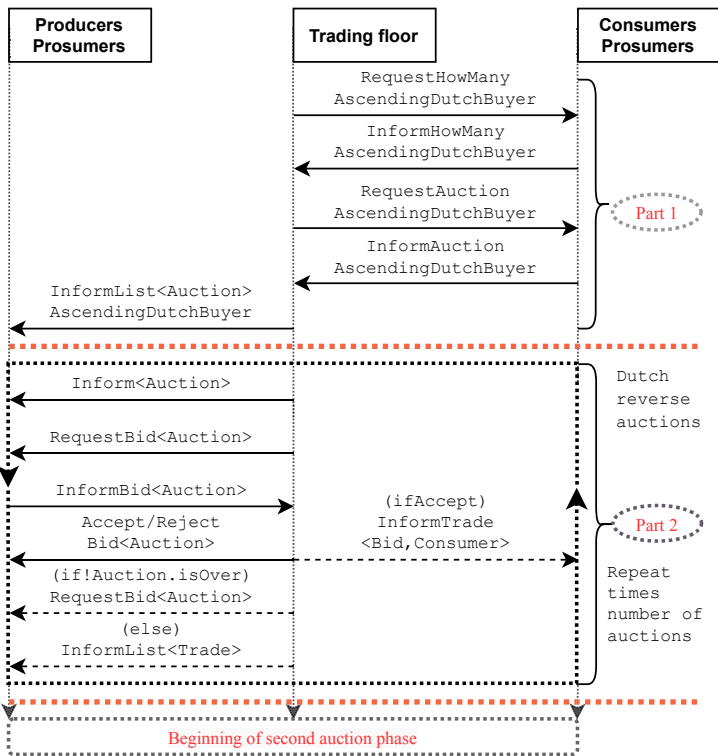 Producers
Prosumers
Trading floor
Consumers
Prosumers
RequestHowMany
AscendingDutchBuyer
InformHowMany
AscendingDutchBuyer
RequestAuction
AscendingDutchBuyer
Part 1
InformAuction
AscendingDutchBuyer
InformList<Auction>
AscendingDutchBuyer
Inform<Auction>
Dutch
reverse
auctions
RequestBid<Auction>
InformBid<Auction>
(ifAccept)
InformTrade
<Bid,Consumer>
Part 2
Accept/Reject
Bid<Auction>
(if!Auction.isOver)
RequestBid<Auction>
Repeat
times
number of
auctions
(else)
InformList<Trade>
Beginning of second auction phase